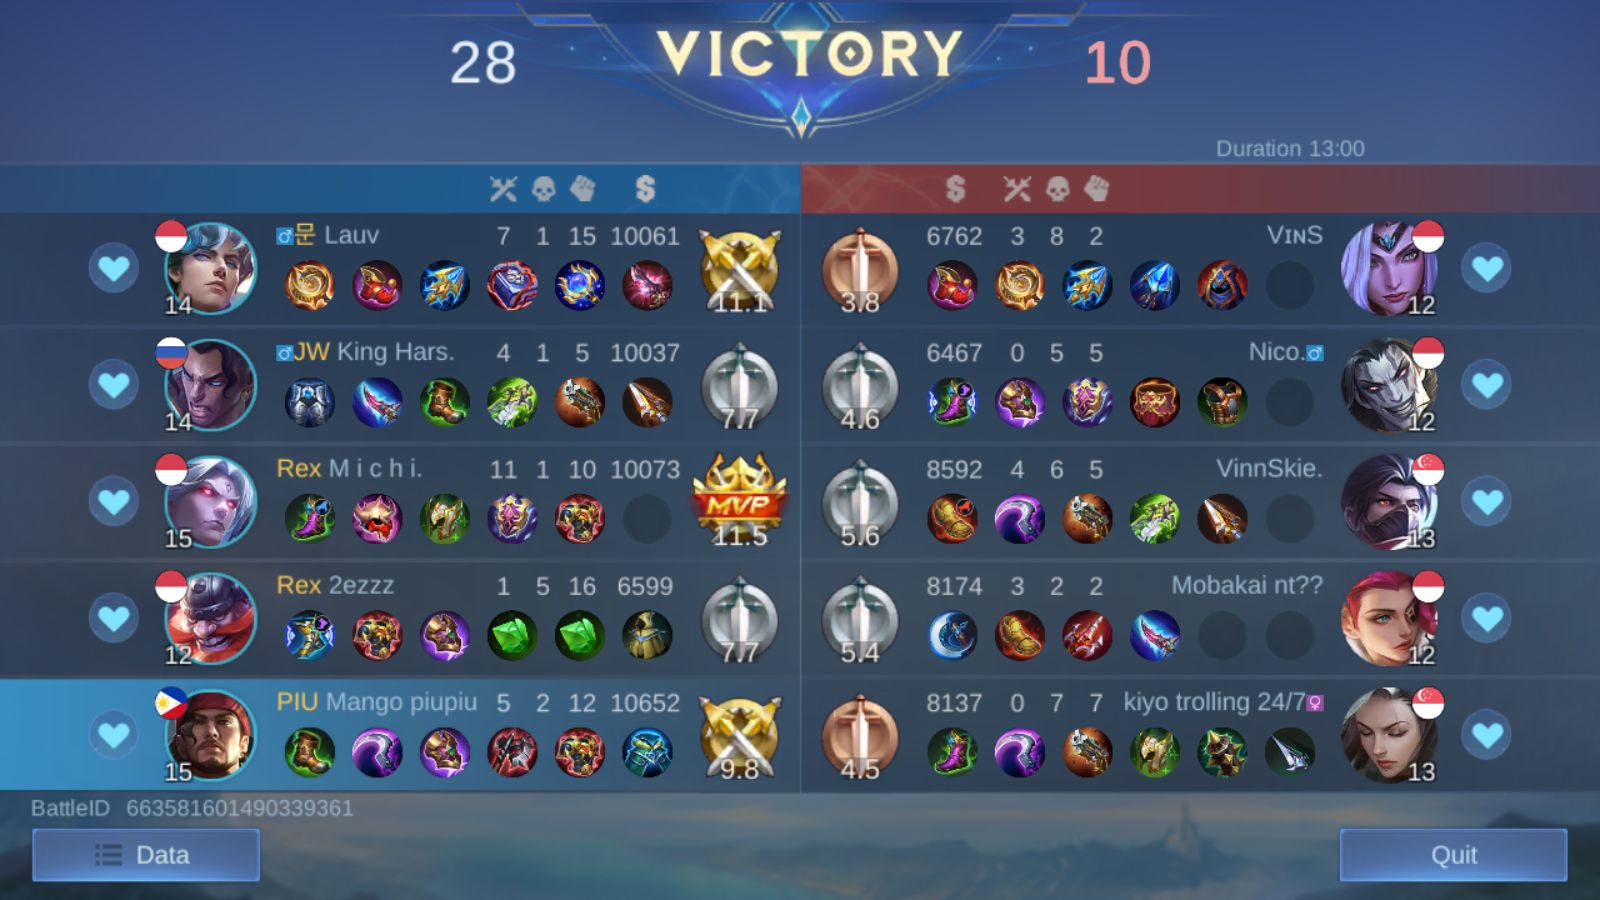 28 VICTORY 10
Duration 13:00
문 Lauv 7 1 15 10061
14 11.1
3.8 6762 3 8 2 VɪɴS
12
JW King Hars. 4 1 5 10037
14 7.7
4.6 6467 0 5 5 Nico.
12
Rex M i c h i. 11 1 10 10073
15 MVP 11.5
5.6 8592 4 6 5 VinnSkie.
13
Rex 2ezzz 1 5 16 6599
12 7.7
5.4 8174 3 2 2 Mobakai nt??
12
PIU Mango piupiu 5 2 12 10652
15 9.8
4.5 8137 0 7 7 kiyo trolling 24/7
13
BattleID 663581601490339361
Data
Quit